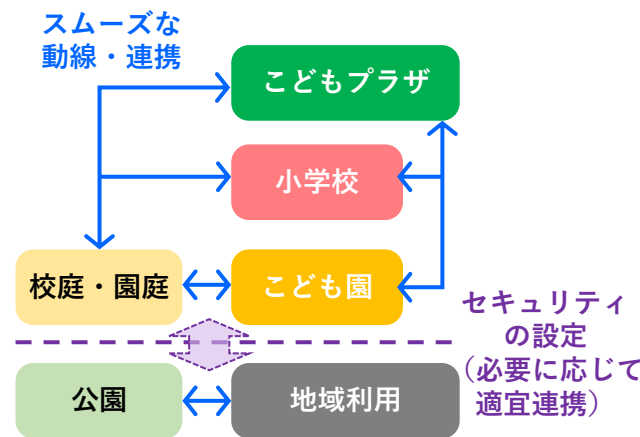 スムーズな
動線・連携
こどもプラザ
小学校
校庭・園庭
こども園
セキュリティ
の設定
（必要に応じて
適宜連携）
公園
地域利用